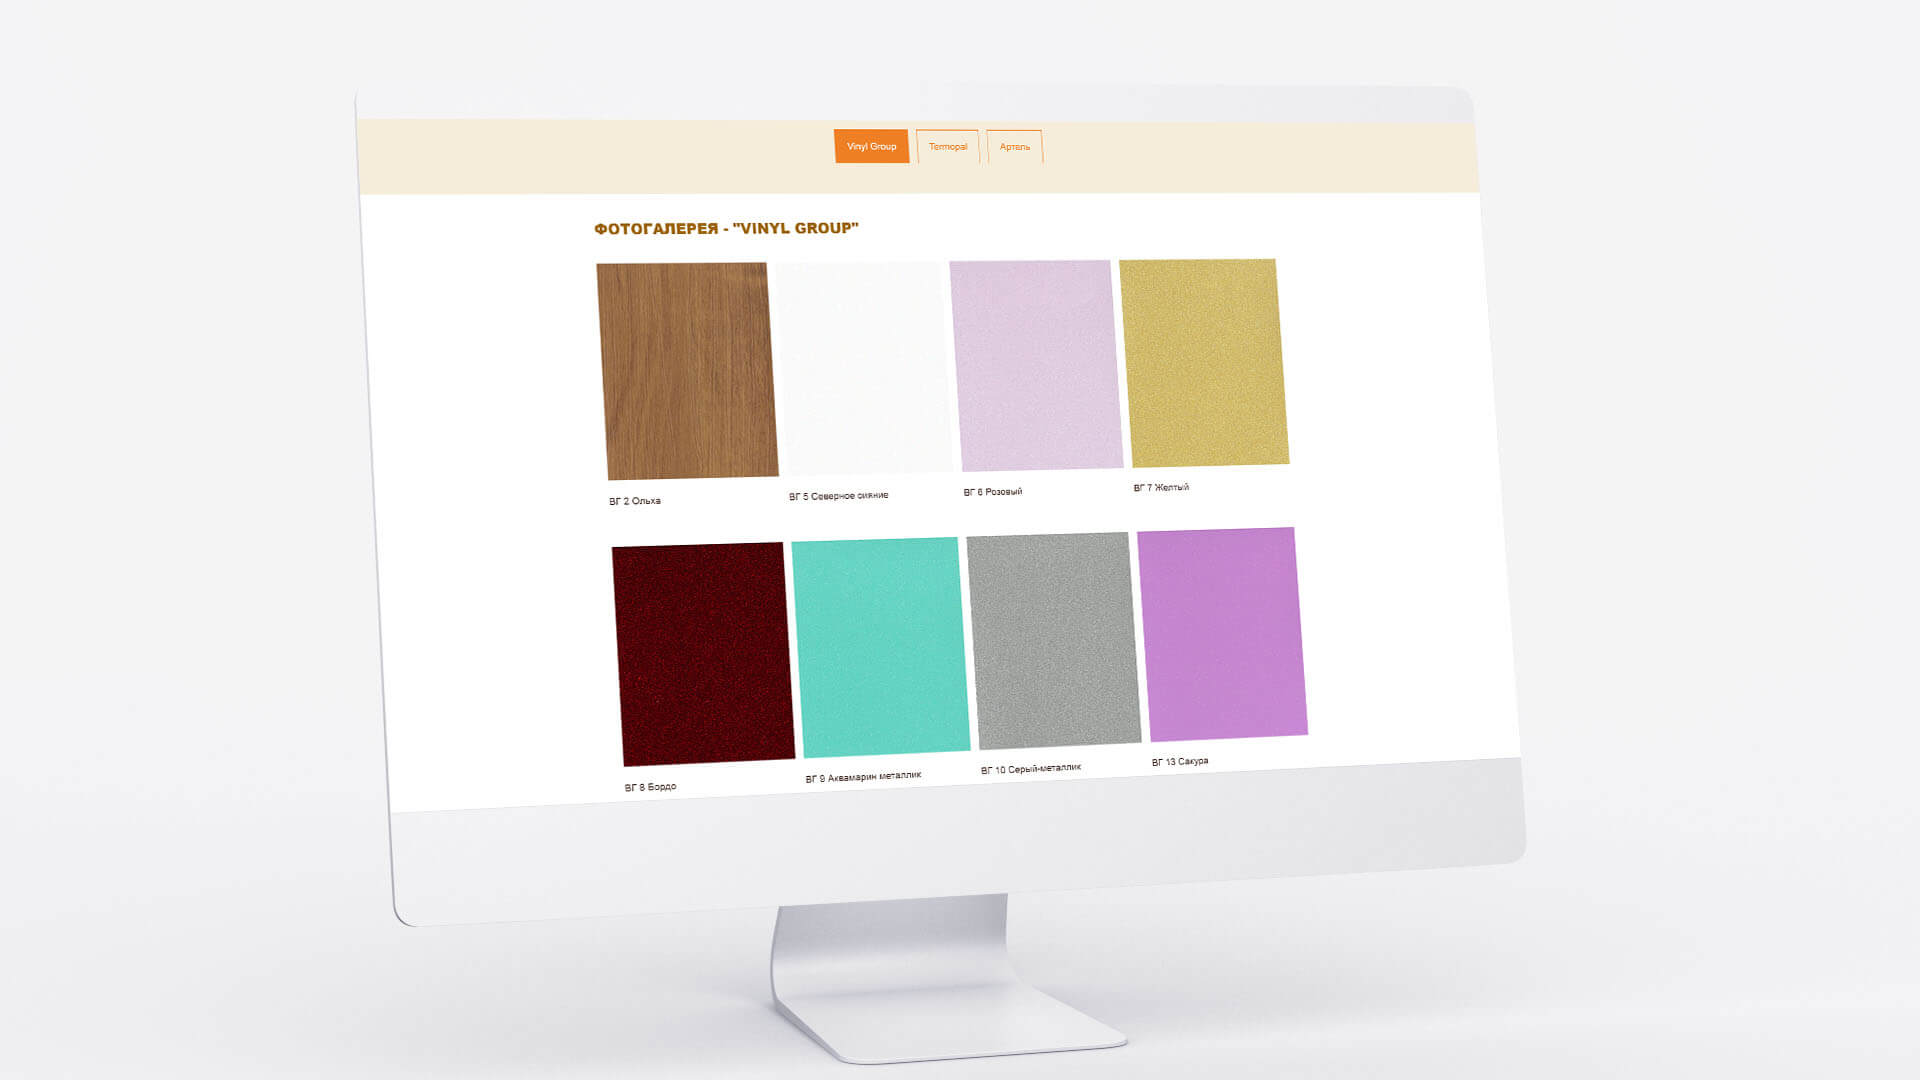 Vinyl Group Termopal Артель
ФОТОГАЛЕРЕЯ - "VINYL GROUP"
ВГ 2 Ольха ВГ 5 Северное сияние ВГ 6 Розовый ВГ 7 Желтый
ВГ 8 Бордо ВГ 9 Аквамарин металлик ВГ 10 Серый-металлик ВГ 13 Сакура